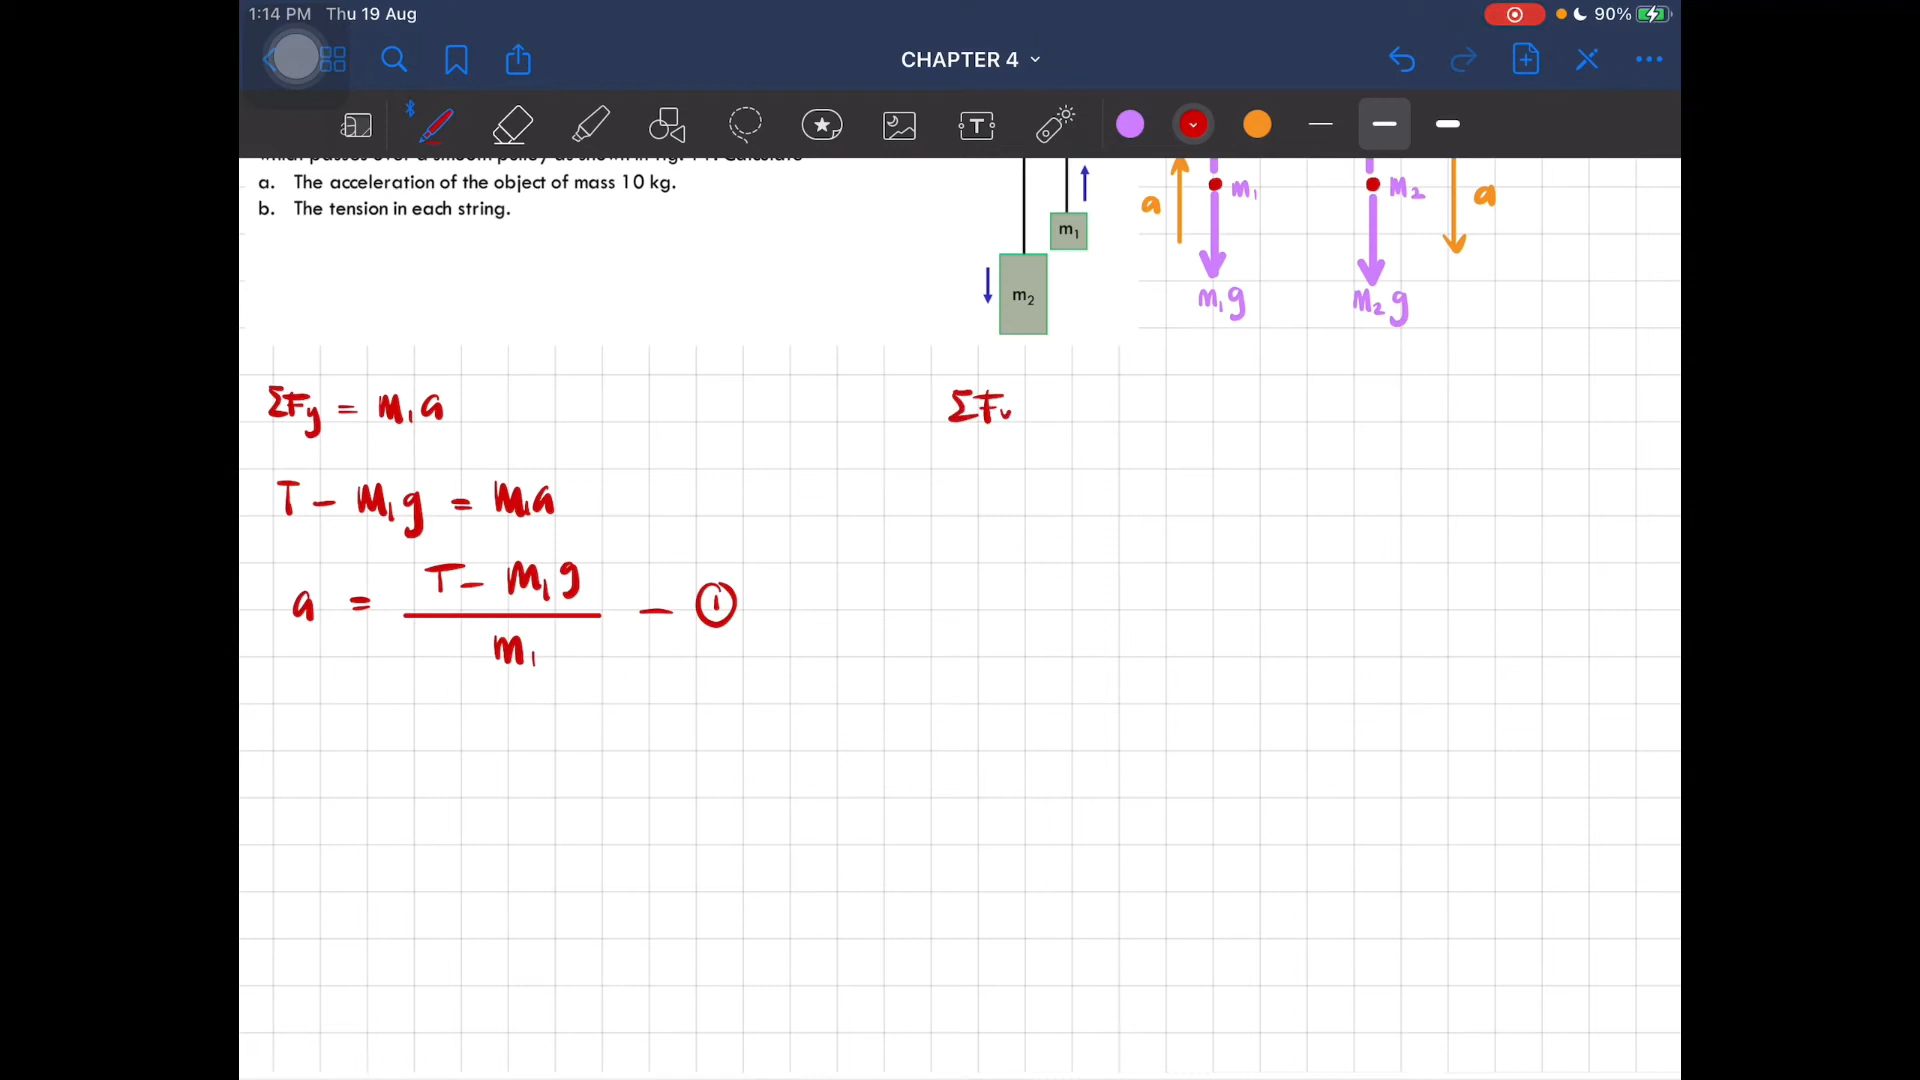 1:14 PM Thu 19 Aug
90%
CHAPTER 4
T
a. The acceleration of the object of mass 10 kg.
b. The tension in each string.
m₁
m₂
a
m₁
m₁g
m₂
a
m₂g
ΣFy = m₁a
T - m₁g = m₁a
a = (T - m₁g) / m₁ - ①
ΣF